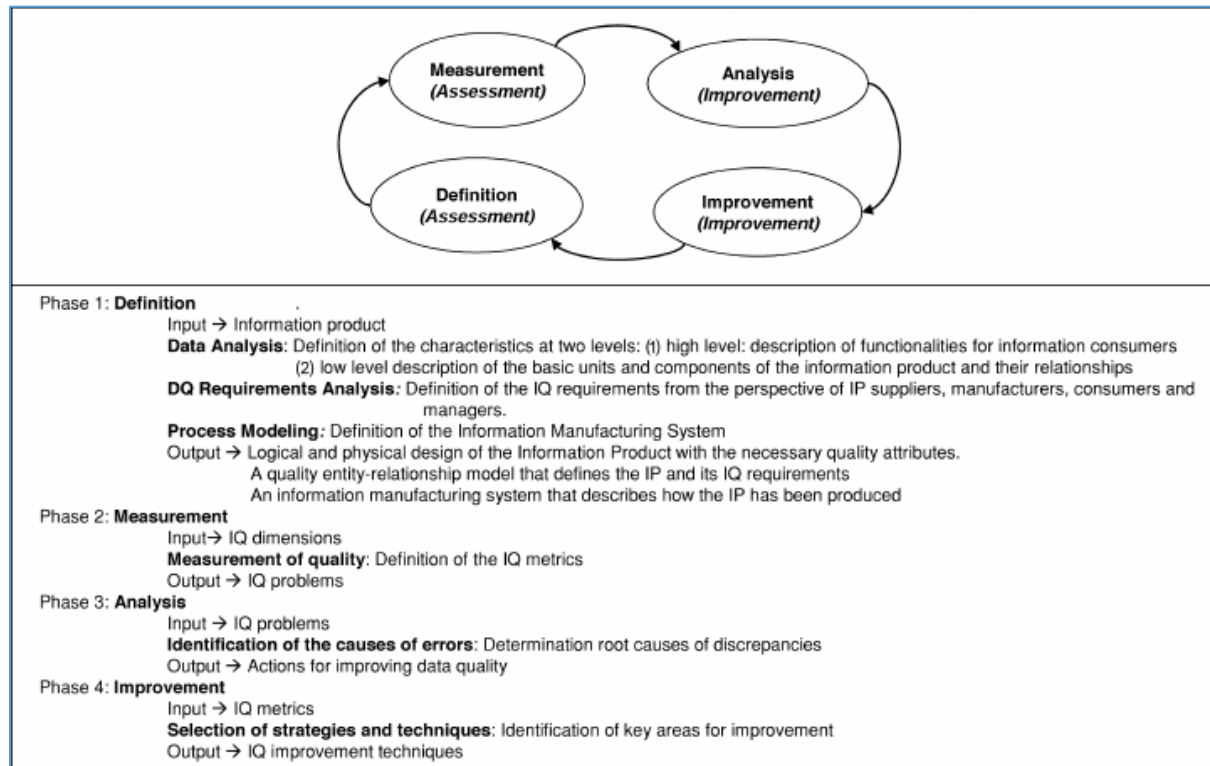 Measurement
(Assessment)
Analysis
(Improvement)
Definition
(Assessment)
Improvement
(Improvement)
Phase 1: Definition .
Input → Information product
Data Analysis: Definition of the characteristics at two levels: (1) high level: description of functionalities for information consumers
(2) low level description of the basic units and components of the information product and their relationships
DQ Requirements Analysis: Definition of the IQ requirements from the perspective of IP suppliers, manufacturers, consumers and
managers.
Process Modeling: Definition of the Information Manufacturing System
Output → Logical and physical design of the Information Product with the necessary quality attributes.
A quality entity-relationship model that defines the IP and its IQ requirements
An information manufacturing system that describes how the IP has been produced
Phase 2: Measurement
Input→ IQ dimensions
Measurement of quality: Definition of the IQ metrics
Output → IQ problems
Phase 3: Analysis
Input → IQ problems
Identification of the causes of errors: Determination root causes of discrepancies
Output → Actions for improving data quality
Phase 4: Improvement
Input → IQ metrics
Selection of strategies and techniques: Identification of key areas for improvement
Output → IQ improvement techniques